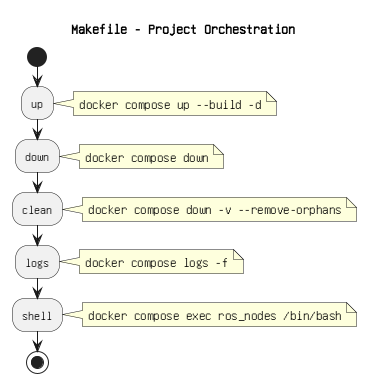 Makefile - Project Orchestration
up
docker compose up --build -d
down
docker compose down
clean
docker compose down -v --remove-orphans
logs
docker compose logs -f
shell
docker compose exec ros_nodes /bin/bash